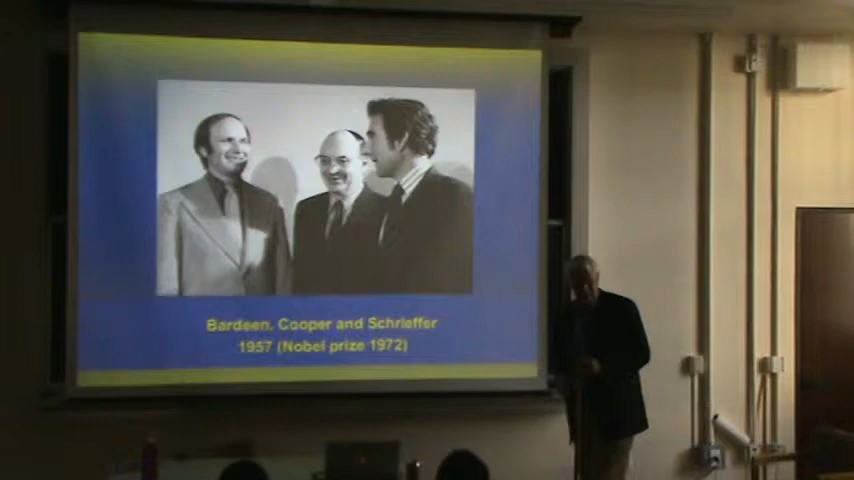 Bardeen, Cooper and Schrieffer
1957 (Nobel prize 1972)